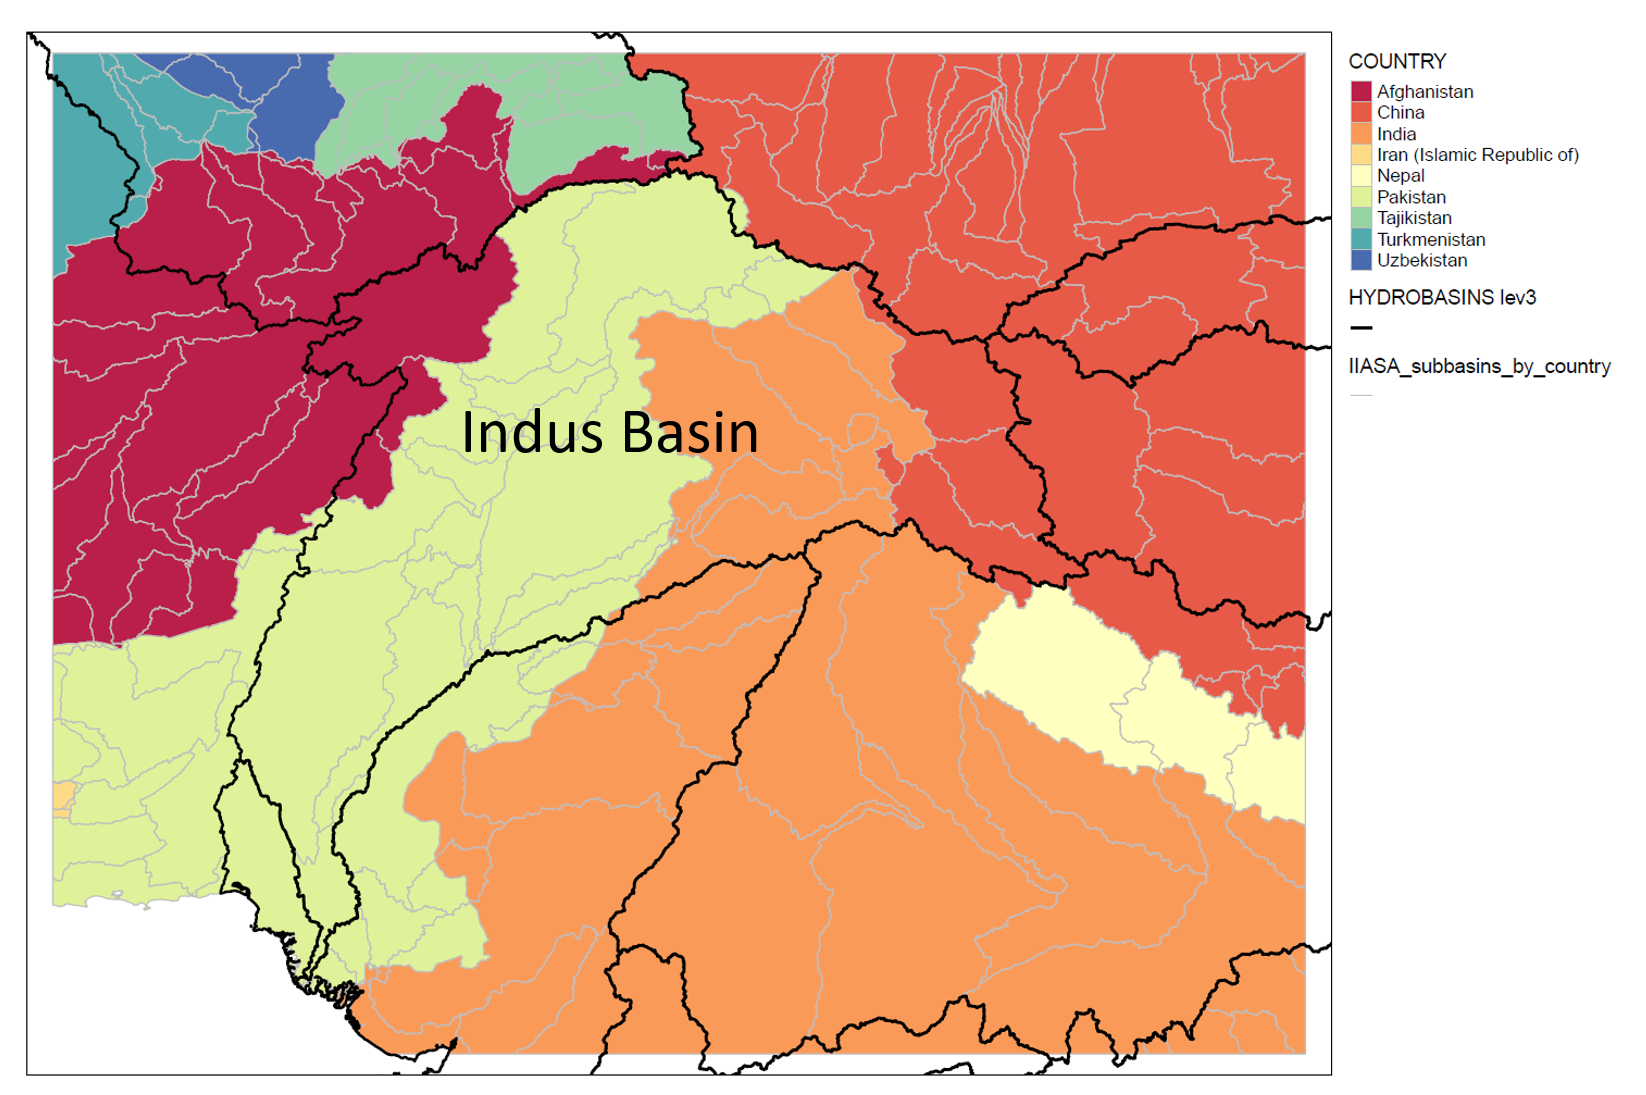 Indus Basin
COUNTRY
Afghanistan
China
India
Iran (Islamic Republic of)
Nepal
Pakistan
Tajikistan
Turkmenistan
Uzbekistan
HYDROBASINS lev3
IIASA_subbasins_by_country